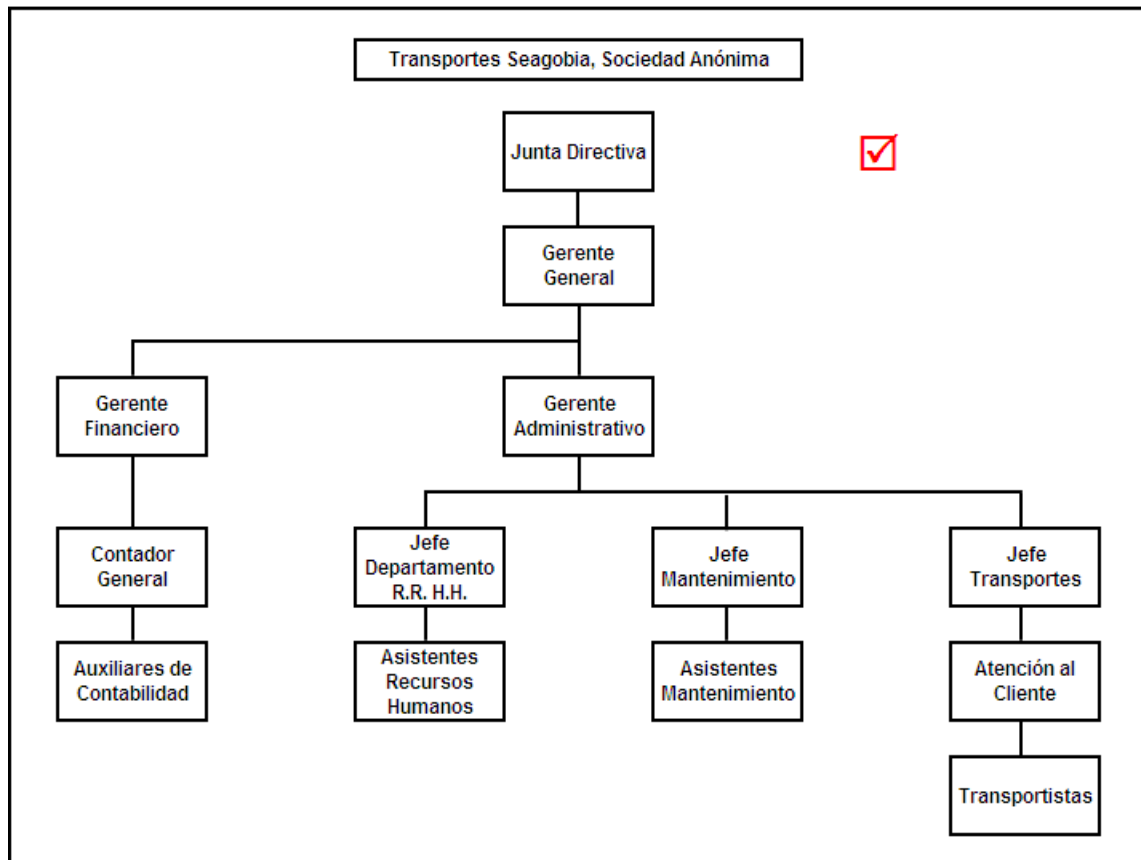 Transportes Seagobia, Sociedad Anónima
Junta Directiva
Gerente
General
Gerente
Financiero
Gerente
Administrativo
Contador
General
Jefe
Departamento
R.R. H.H.
Jefe
Mantenimiento
Jefe
Transportes
Auxiliares de
Contabilidad
Asistentes
Recursos
Humanos
Asistentes
Mantenimiento
Atención al
Cliente
Transportistas